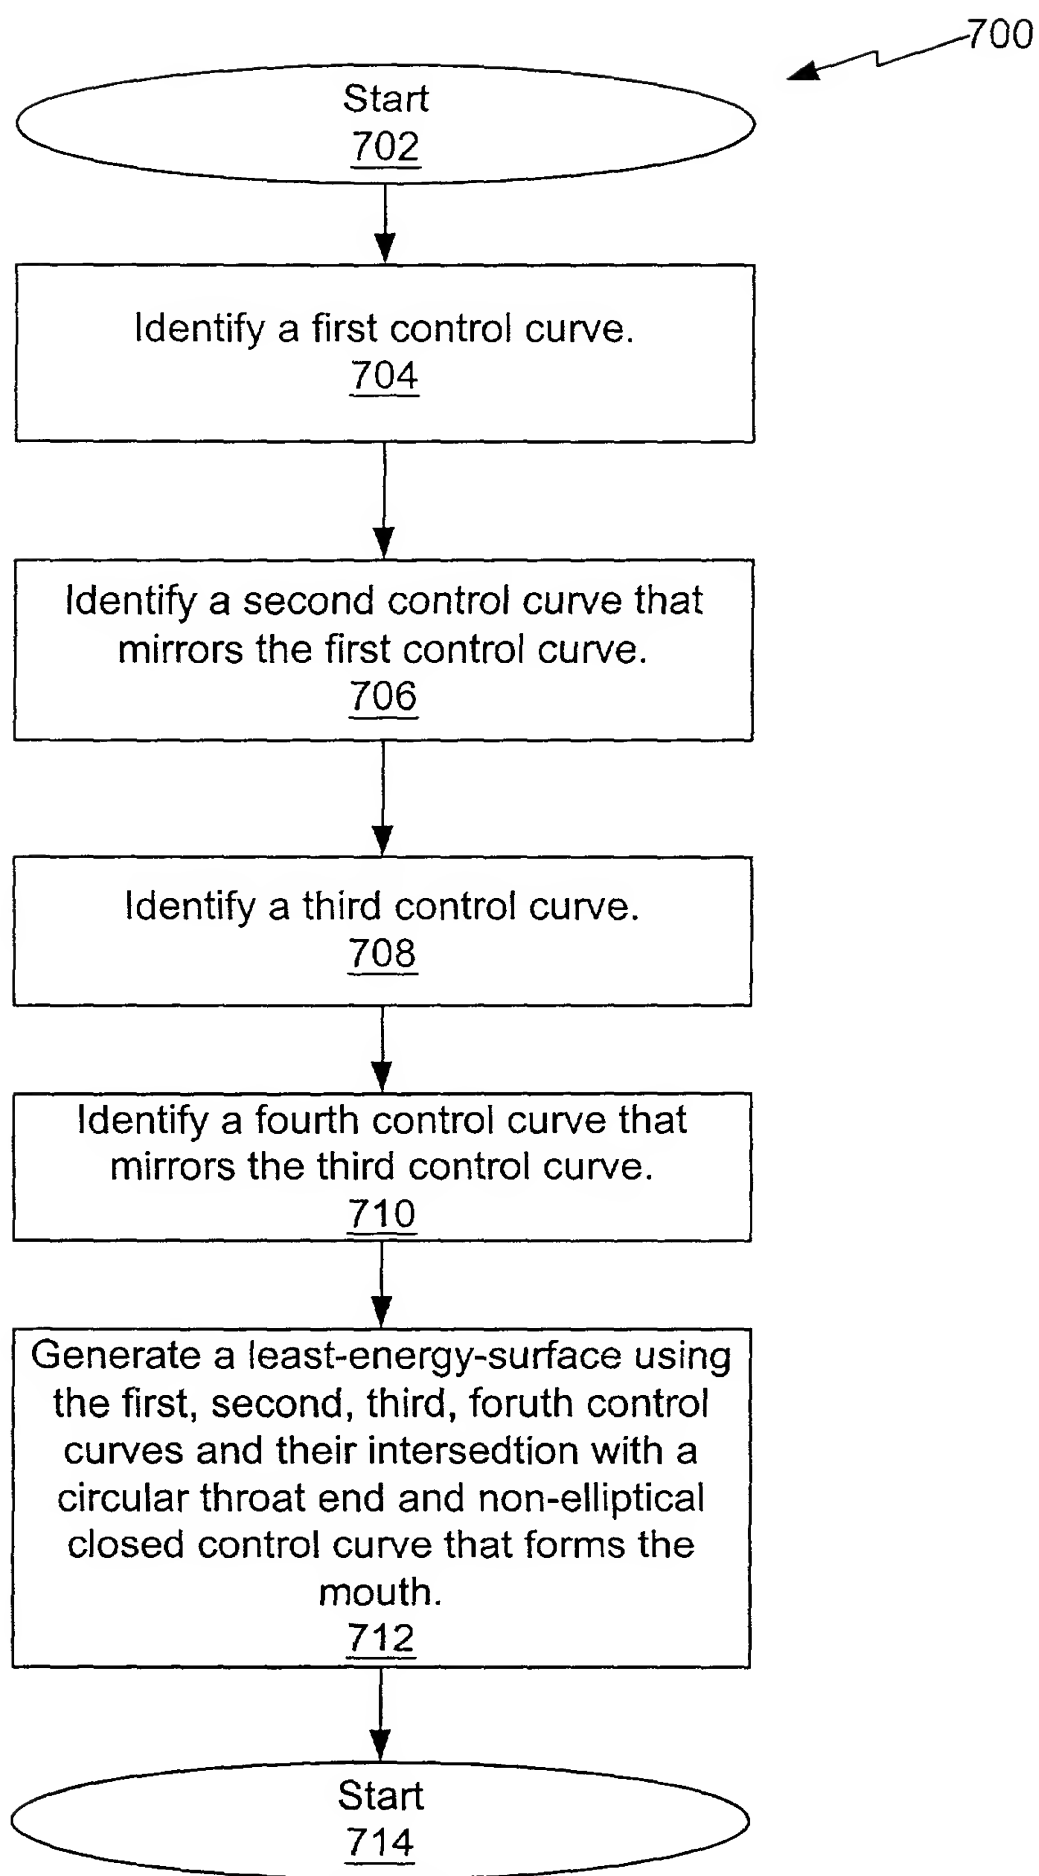 700
Start
702
Identify a first control curve.
704
Identify a second control curve that
mirrors the first control curve.
706
Identify a third control curve.
708
Identify a fourth control curve that
mirrors the third control curve.
710
Generate a least-energy-surface using
the first, second, third, foruth control
curves and their intersedtion with a
circular throat end and non-elliptical
closed control curve that forms the
mouth.
712
Start
714